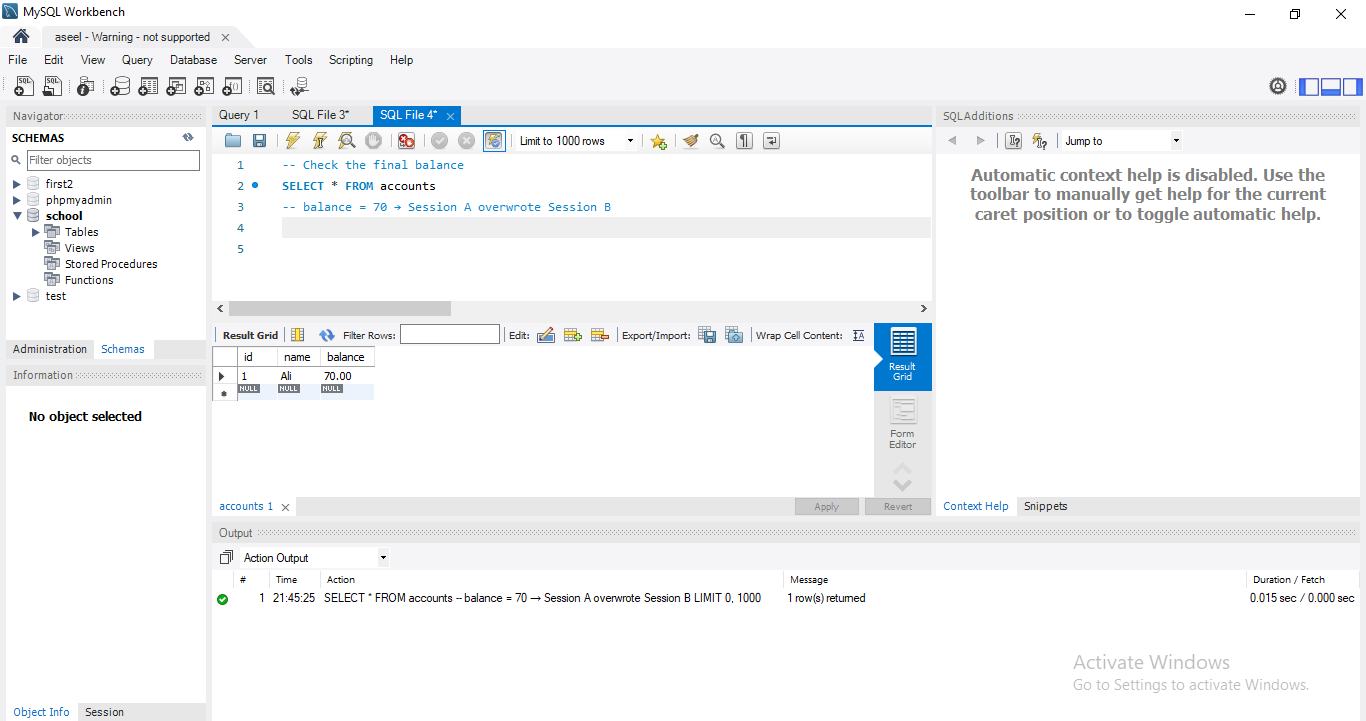 MySQL Workbench
aseel - Warning - not supported
File Edit View Query Database Server Tools Scripting Help
Navigator
SCHEMAS
Filter objects
first2
phpmyadmin
school
Tables
Views
Stored Procedures
Functions
test
Administration Schemas
Information
No object selected
Object Info Session
Query 1 SQL File 3* SQL File 4*
Limit to 1000 rows
1 -- Check the final balance
2 SELECT * FROM accounts
3 -- balance = 70 → Session A overwrote Session B
4
5
Result Grid Filter Rows: Edit: Export/Import: Wrap Cell Content:
id name balance
1 Ali 70.00
NULL NULL NULL
Result
Grid
Form
Editor
accounts 1 Apply Revert
SQLAdditions
Jump to
Automatic context help is disabled. Use the
toolbar to manually get help for the current
caret position or to toggle automatic help.
Context Help Snippets
Output
Action Output
# Time Action Message Duration / Fetch
1 21:45:25 SELECT * FROM accounts -- balance = 70 → Session A overwrote Session B LIMIT 0, 1000 1 row(s) returned 0.015 sec / 0.000 sec
Activate Windows
Go to Settings to activate Windows.